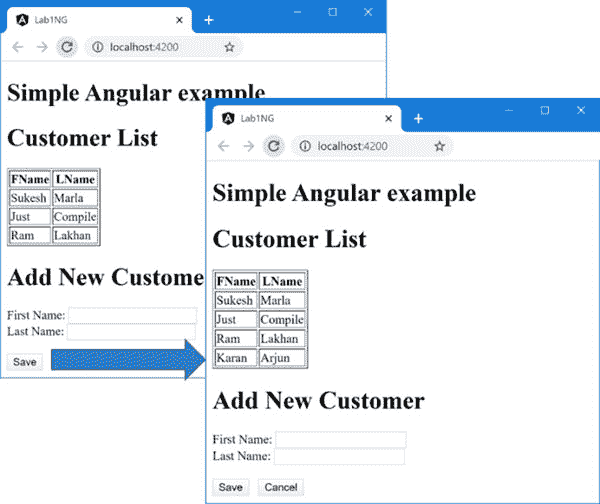 Lab1NG
localhost:4200
Simple Angular example
Customer List
FName LName
Sukesh Marla
Just Compile
Ram Lakhan
Add New Custome
First Name:
Last Name:
Save
Lab1NG
localhost:4200
Simple Angular example
Customer List
FName LName
Sukesh Marla
Just Compile
Ram Lakhan
Karan Arjun
Add New Customer
First Name:
Last Name:
Save Cancel